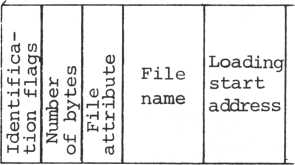 Identifica-
tion flags
Number
of bytes
File
attribute
File
name
Loading
start
address